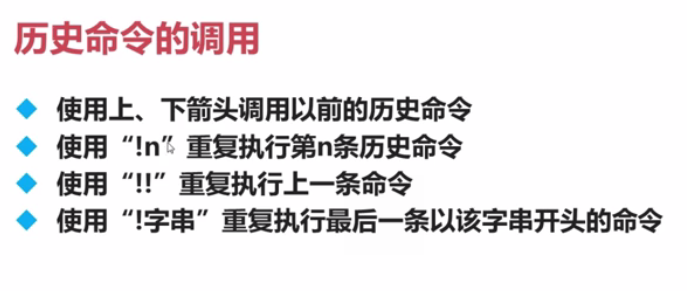 历史命令的调用
使用上、下箭头调用以前的历史命令
使用“!n”重复执行第n条历史命令
使用“!!”重复执行上一条命令
使用“!字串”重复执行最后一条以该字串开头的命令